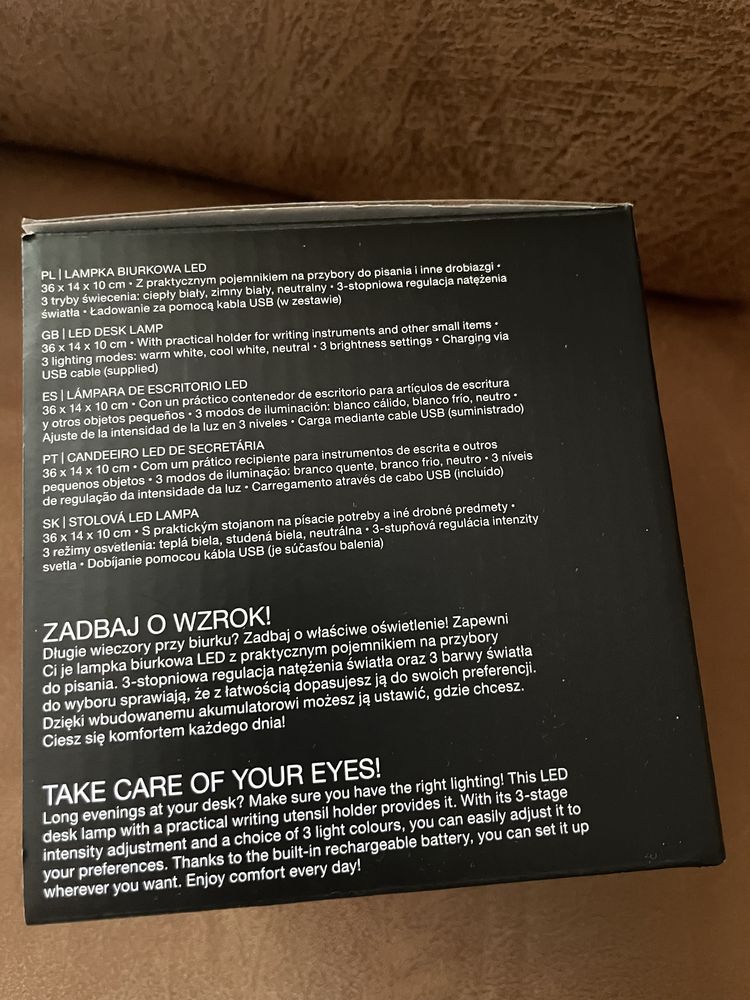 PL | LAMPKA BIURKOWA LED
36 x 14 x 10 cm • Z praktycznym pojemnikiem na przybory do pisania i inne drobiazgi •
3 tryby świecenia: ciepły biały, zimny biały, neutralny • 3-stopniowa regulacja natężenia
światła • Ładowanie za pomocą kabla USB (w zestawie)
GB | LED DESK LAMP
36 x 14 x 10 cm • With practical holder for writing instruments and other small items •
3 lighting modes: warm white, cool white, neutral • 3 brightness settings • Charging via
USB cable (supplied)
ES | LÁMPARA DE ESCRITORIO LED
36 x 14 x 10 cm • Con un práctico contenedor de escritorio para artículos de escritura
y otros objetos pequeños • 3 modos de iluminación: blanco cálido, blanco frío, neutro •
Ajuste de la intensidad de la luz en 3 niveles • Carga mediante cable USB (suministrado)
PT | CANDEEIRO LED DE SECRETÁRIA
36 x 14 x 10 cm • Com um prático recipiente para instrumentos de escrita e outros
pequenos objetos • 3 modos de iluminação: branco quente, branco frio, neutro • 3 níveis
de regulação da intensidade da luz • Carregamento através de cabo USB (incluído)
SK | STOLOVÁ LED LAMPA
36 x 14 x 10 cm • S praktickým stojanom na písacie potreby a iné drobné predmety •
3 režimy osvetlenia: teplá biela, studená biela, neutrálna • 3-stupňová regulácia intenzity
svetla • Dobíjanie pomocou kábla USB (je súčasťou balenia)
ZADBAJ O WZROK!
Długie wieczory przy biurku? Zadbaj o właściwe oświetlenie! Zapewni
Ci je lampka biurkowa LED z praktycznym pojemnikiem na przybory
do pisania. 3-stopniowa regulacja natężenia światła oraz 3 barwy światła
do wyboru sprawiają, że z łatwością dopasujesz ją do swoich preferencji.
Dzięki wbudowanemu akumulatorowi możesz ją ustawić, gdzie chcesz.
Ciesz się komfortem każdego dnia!
TAKE CARE OF YOUR EYES!
Long evenings at your desk? Make sure you have the right lighting! This LED
desk lamp with a practical writing utensil holder provides it. With its 3-stage
intensity adjustment and a choice of 3 light colours, you can easily adjust it to
your preferences. Thanks to the built-in rechargeable battery, you can set it up
wherever you want. Enjoy comfort every day!